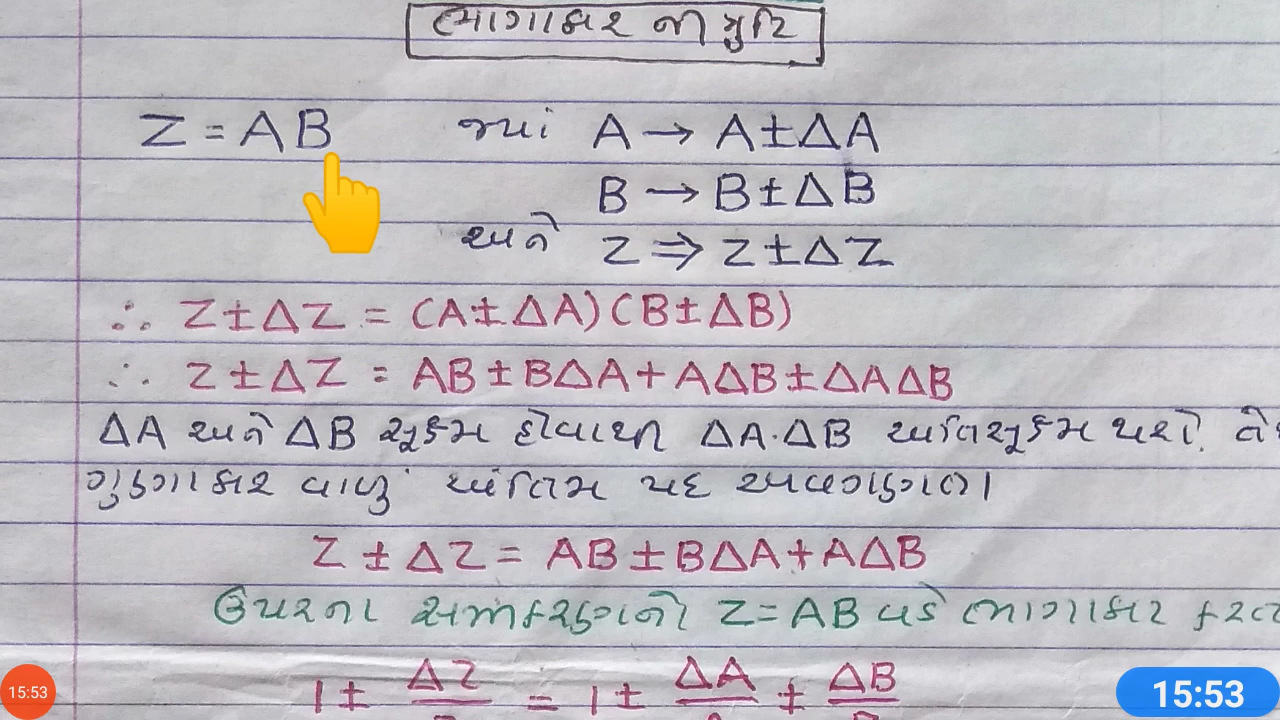 ભાગાકાર ની ત્રુટિ
Z = AB જ્યાં A → A ± ΔA
B → B ± ΔB
અને Z ⇒ Z ± ΔZ
∴ Z ± ΔZ = (A ± ΔA)(B ± ΔB)
∴ Z ± ΔZ = AB ± BΔA + AΔB ± ΔAΔB
ΔA અને ΔB સૂક્ષ્મ હોવાથી ΔA·ΔB અતિસૂક્ષ્મ થશે.
ગુણાકાર વાળું અંતિમ પદ અવગણતા
Z ± ΔZ = AB ± BΔA + AΔB
ઉપરના સમીકરણને Z = AB વડે ભાગાકાર
1 ± ΔZ = 1 ± ΔA ± ΔB
15:53
15:53